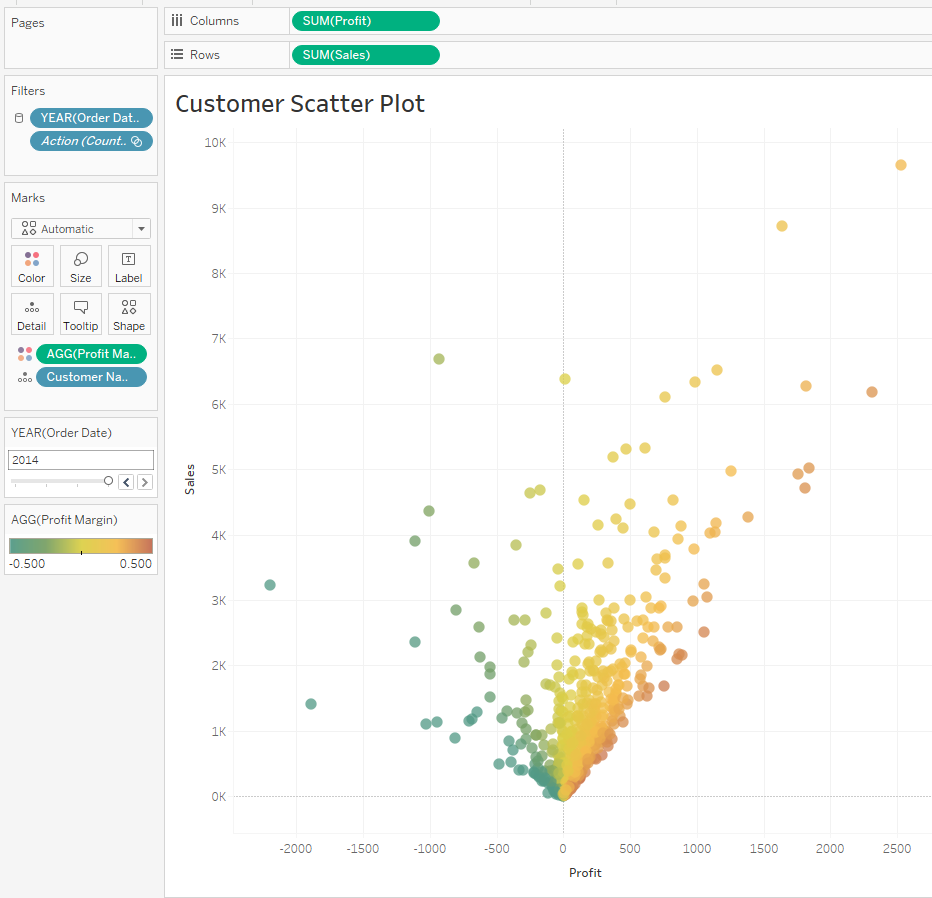 Pages
Columns
SUM(Profit)
Rows
SUM(Sales)
Filters
YEAR(Order Dat..
Action (Count..
Marks
Automatic
Color
Size
Label
Detail
Tooltip
Shape
AGG(Profit Ma..
Customer Na..
YEAR(Order Date)
2014
AGG(Profit Margin)
-0.500
0.500
Customer Scatter Plot
10K
9K
8K
7K
6K
5K
4K
3K
2K
1K
0K
Sales
-2000
-1500
-1000
-500
0
500
1000
1500
2000
2500
Profit